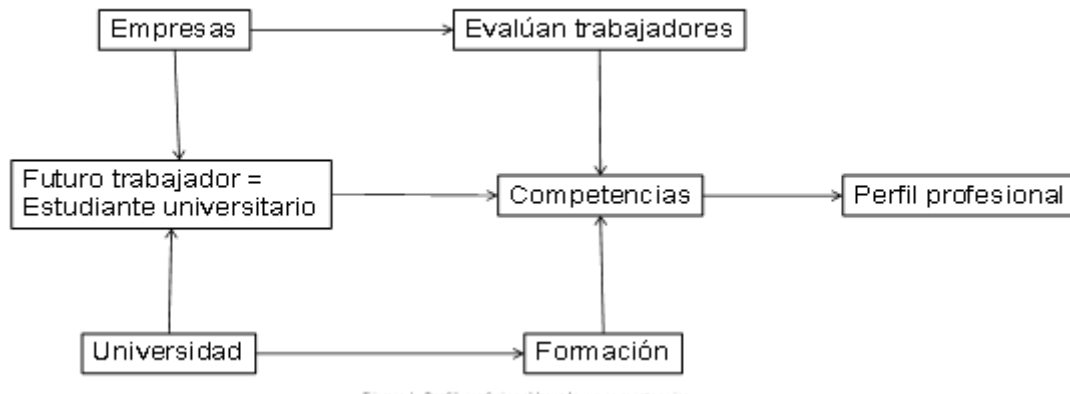 Empresas
Evalúan trabajadores
Futuro trabajador =
Estudiante universitario
Competencias
Perfil profesional
Universidad
Formación